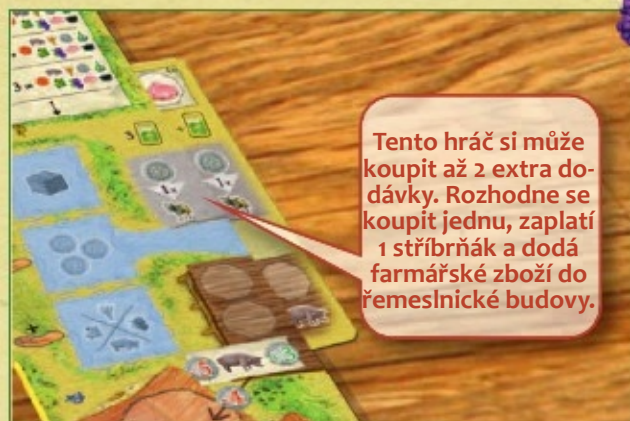 Tento hráč si může
koupit až 2 extra do-
dávky. Rozhodne se
koupit jednu, zaplatí
1 stříbrňák a dodá
farmářské zboží do
řemeslnické budovy.